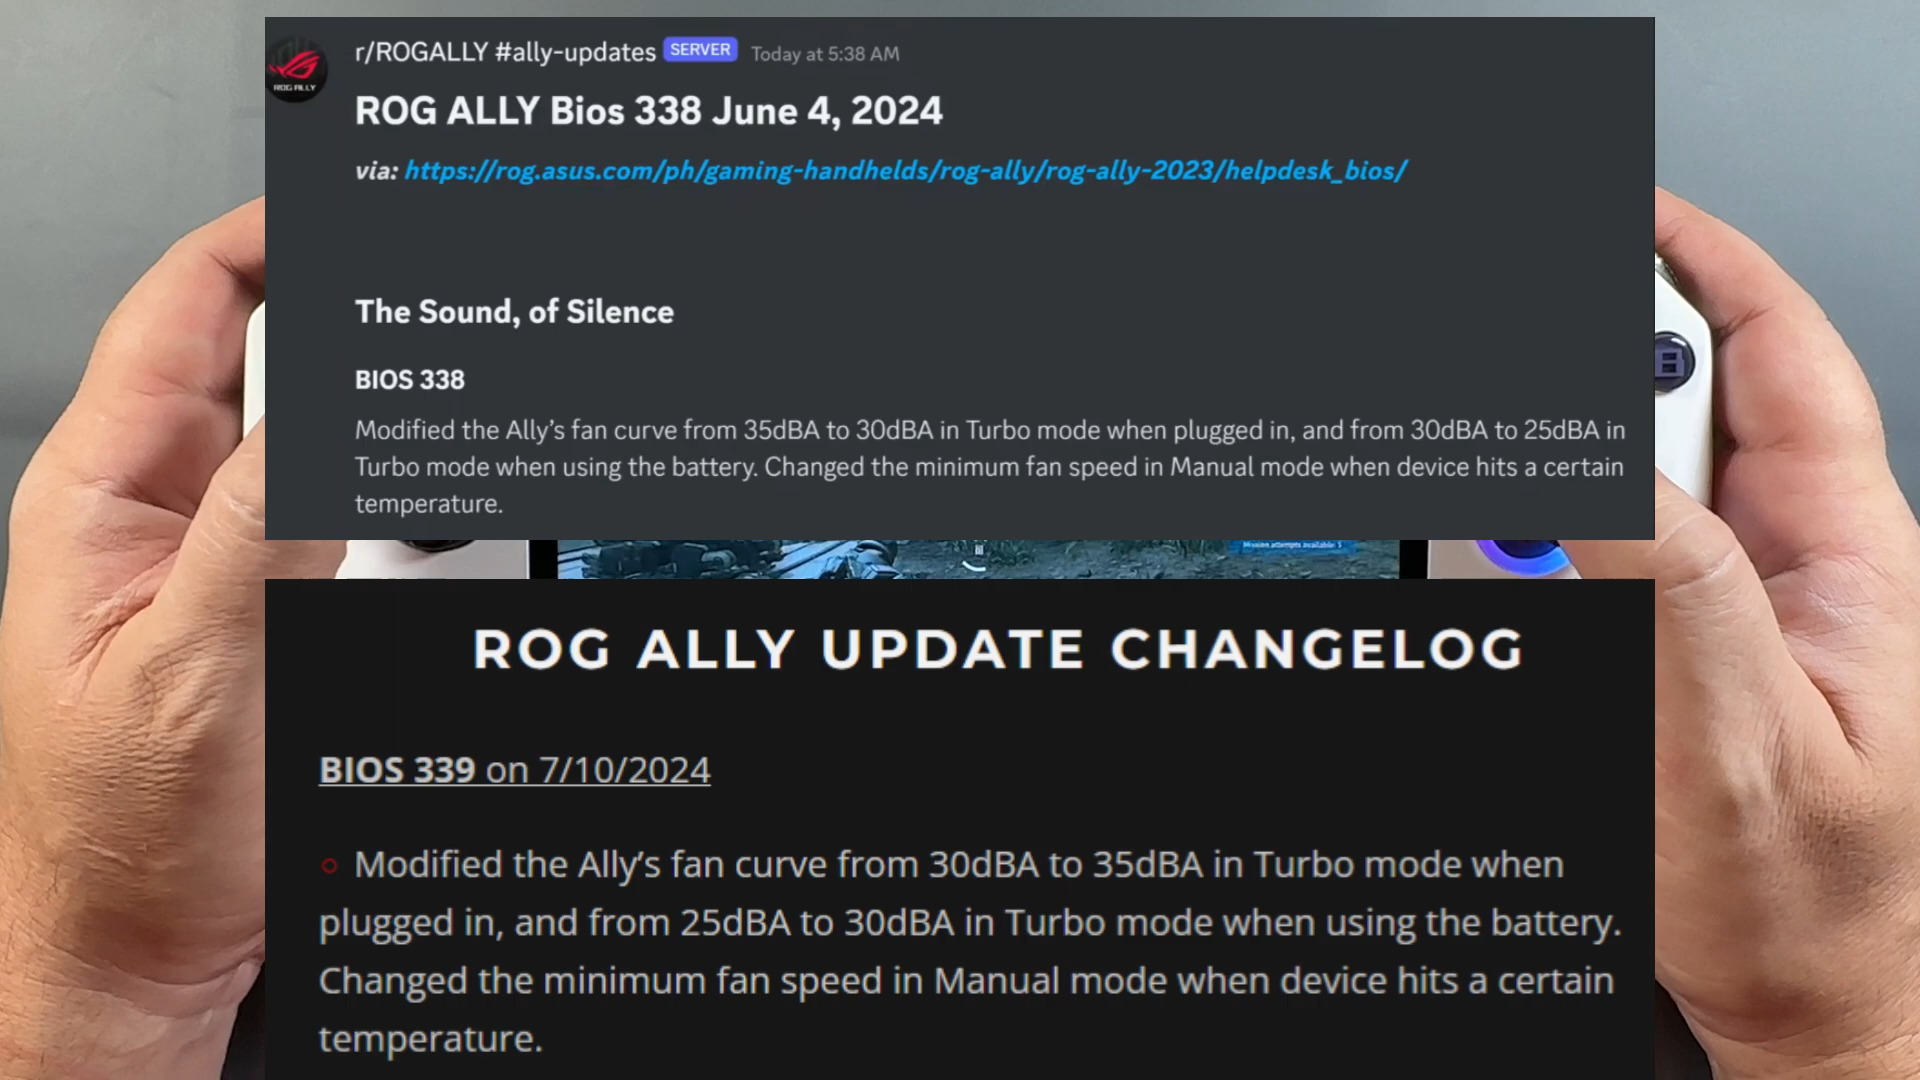 r/ROGALLY #ally-updates SERVER Today at 5:38 AM
ROG ALLY
ROG ALLY Bios 338 June 4, 2024
via: https://rog.asus.com/ph/gaming-handhelds/rog-ally/rog-ally-2023/helpdesk_bios/
The Sound, of Silence
BIOS 338
Modified the Ally’s fan curve from 35dBA to 30dBA in Turbo mode when plugged in, and from 30dBA to 25dBA in
Turbo mode when using the battery. Changed the minimum fan speed in Manual mode when device hits a certain
temperature.
Mission attempts available: 5
ROG ALLY UPDATE CHANGELOG
BIOS 339 on 7/10/2024
Modified the Ally’s fan curve from 30dBA to 35dBA in Turbo mode when
plugged in, and from 25dBA to 30dBA in Turbo mode when using the battery.
Changed the minimum fan speed in Manual mode when device hits a certain
temperature.